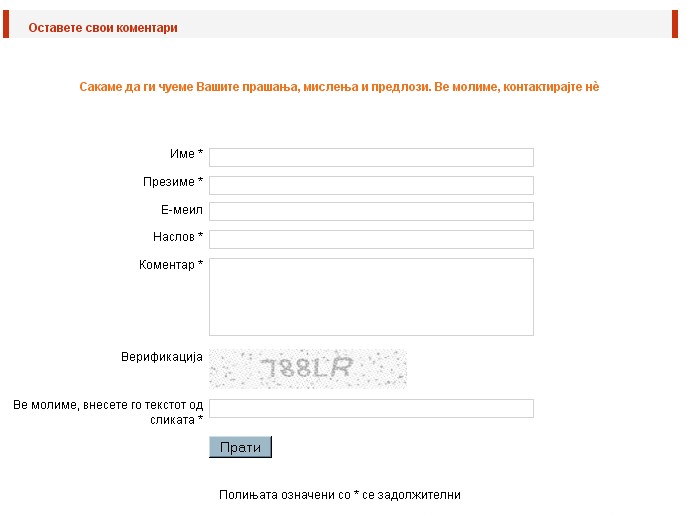 Оставете свои коментари
Сакаме да ги чуеме Вашите прашања, мислења и предлози. Ве молиме, контактирајте нѐ
Име *
Презиме *
Е-меил
Наслов *
Коментар *
Верификација
788LR
Ве молиме, внесете го текстот од
сликата *
Прати
Полињата означени со * се задолжителни